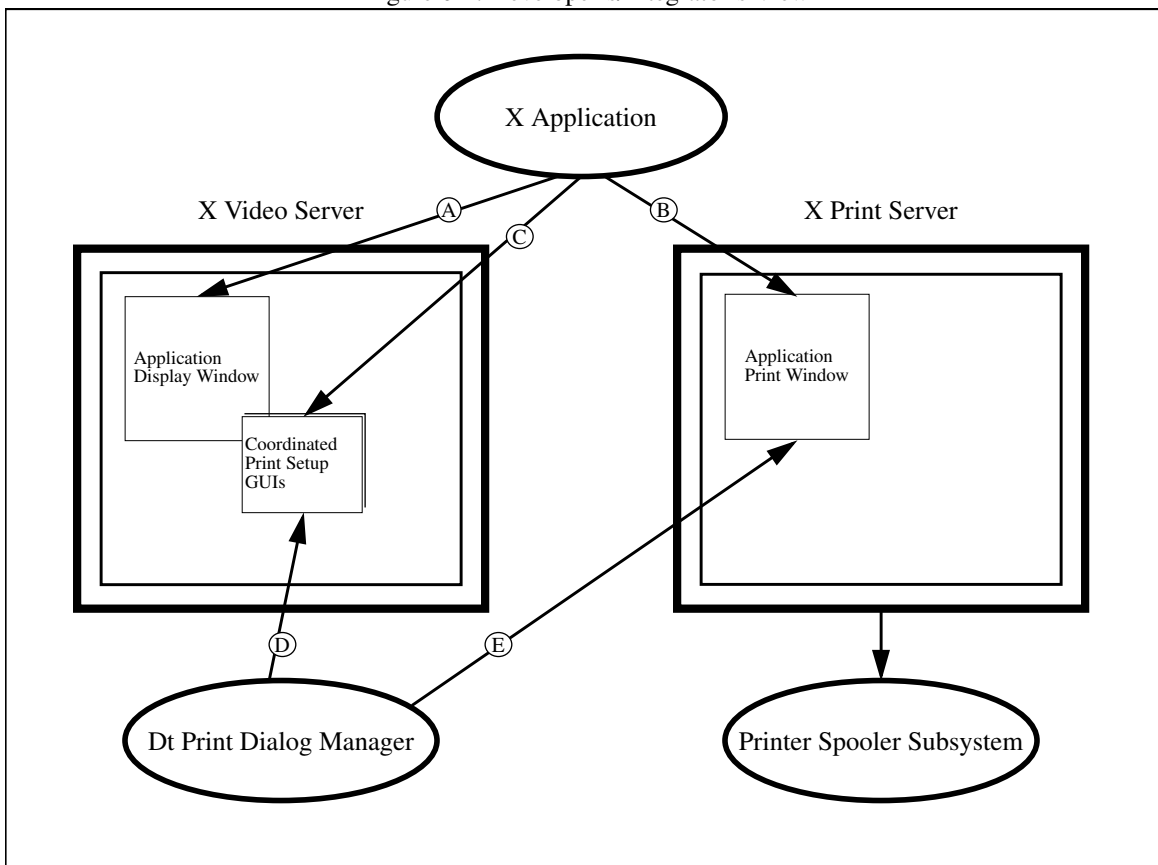 X Application
X Video Server
A
B
X Print Server
C
Application
Display Window
Application
Print Window
Coordinated
Print Setup
GUIs
D
E
Dt Print Dialog Manager
Printer Spooler Subsystem